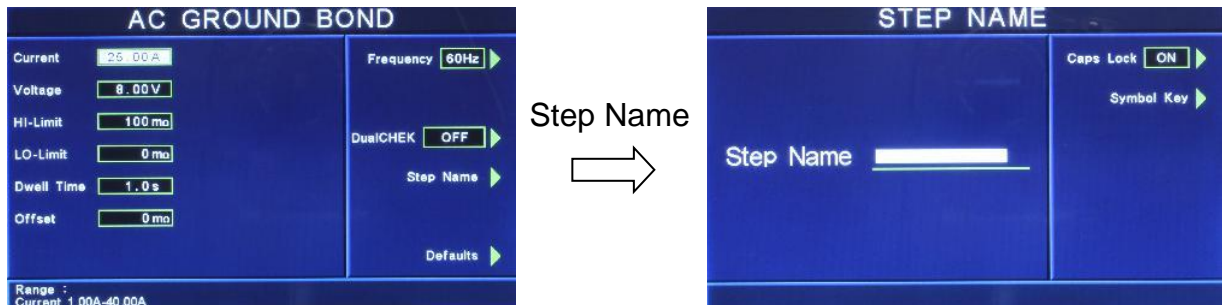 AC GROUND BOND
Current 25.00A
Voltage 8.00V
HI-Limit 100 mΩ
LO-Limit 0 mΩ
Dwell Time 1.0s
Offset 0 mΩ
Frequency 60Hz
DualCHEK OFF
Step Name
Defaults
Range :
Current 1.00A-40.00A
Step Name
STEP NAME
Step Name
Caps Lock ON
Symbol Key